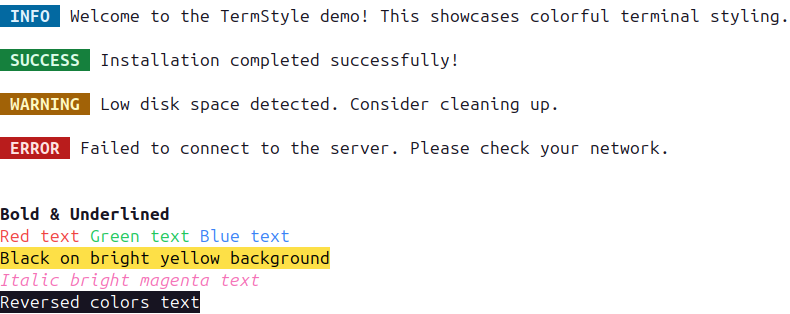 INFO Welcome to the TermStyle demo! This showcases colorful terminal styling.
SUCCESS Installation completed successfully!
WARNING Low disk space detected. Consider cleaning up.
ERROR Failed to connect to the server. Please check your network.
Bold & Underlined
Red text Green text Blue text
Black on bright yellow background
Italic bright magenta text
Reversed colors text